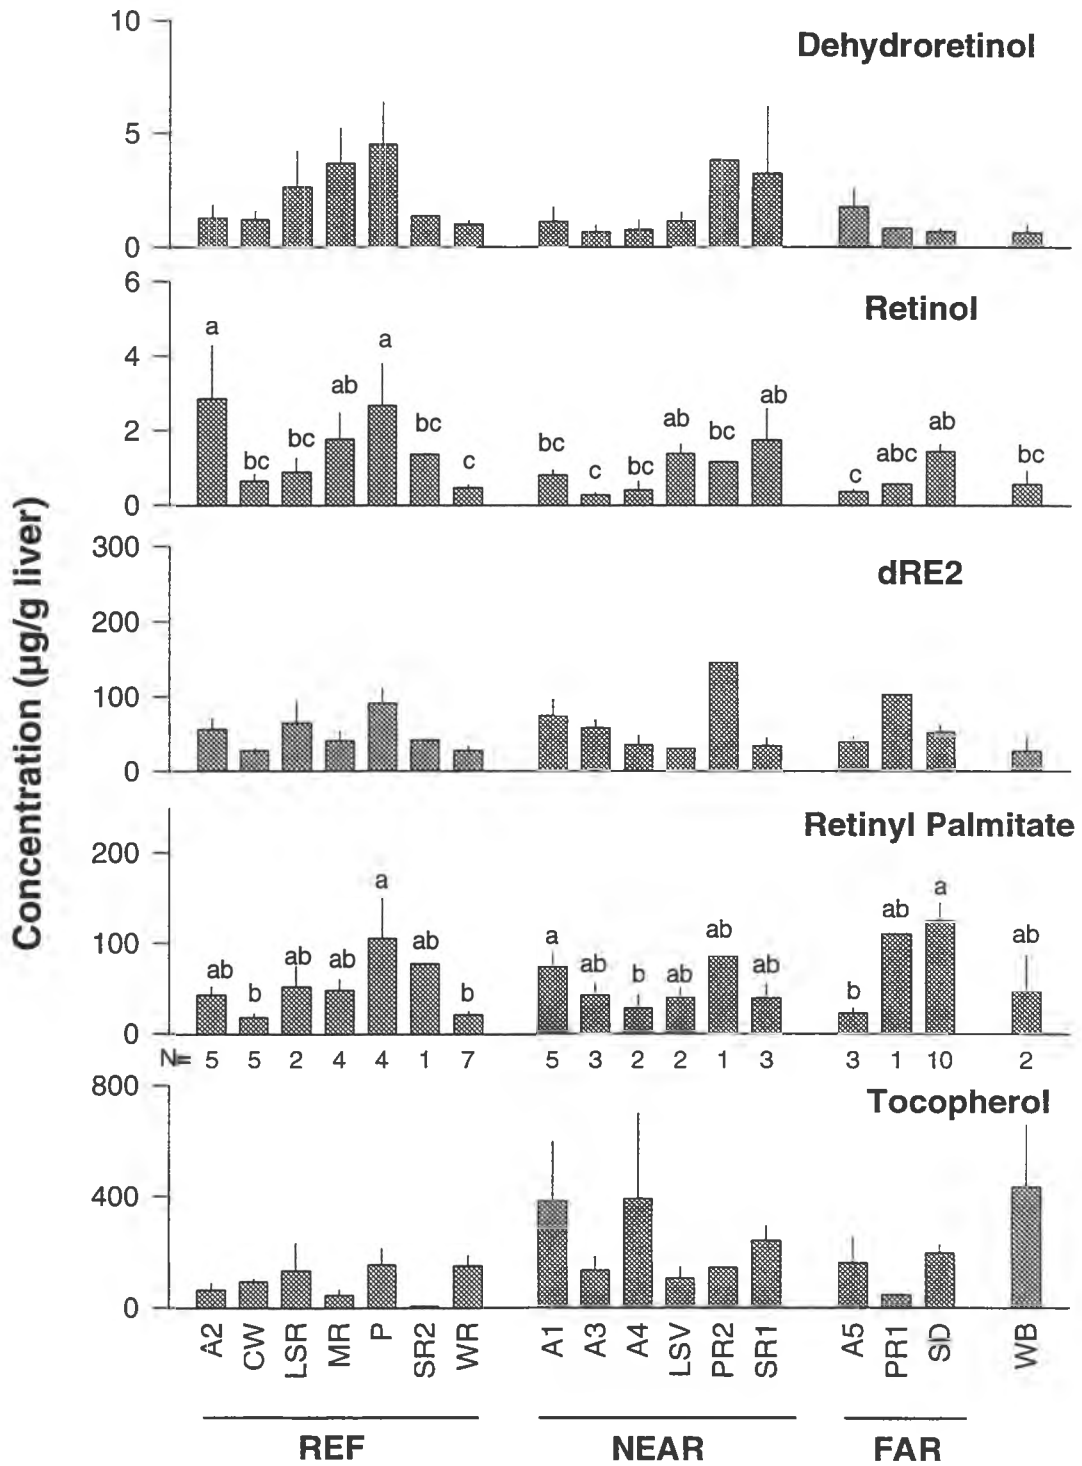 Concentration (µg/g liver)
10
5
0
Dehydroretinol
6
4
2
0
Retinol
a bc bc ab a bc c bc c bc ab bc ab c abc ab bc
300
200
100
0
dRE2
200
100
0
Retinyl Palmitate
ab b ab ab a ab b a ab b ab ab ab b ab a ab
N= 5 5 2 4 4 1 7 5 3 2 2 1 3 3 1 10 2
800
400
0
Tocopherol
A2 CW LSR MR P SR2 WR A1 A3 A4 LSV PR2 SR1 A5 PR1 SD WB
REF NEAR FAR